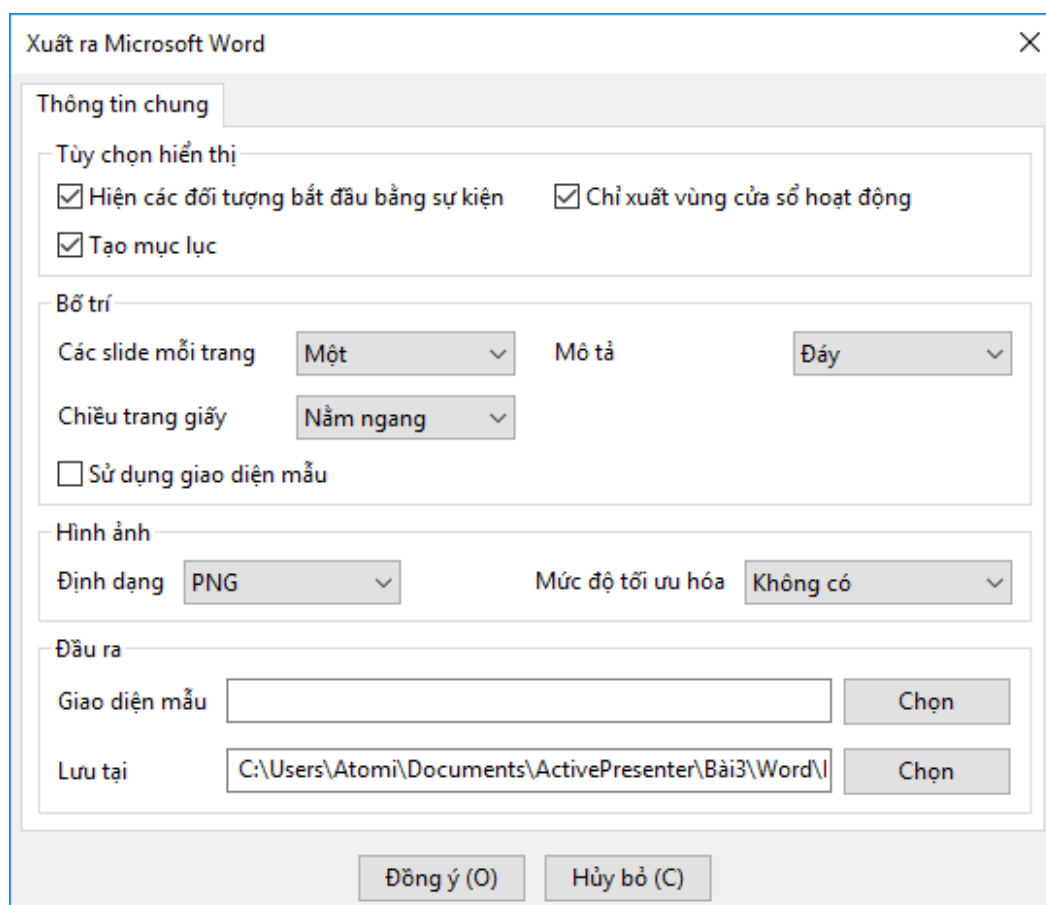 Xuất ra Microsoft Word
Thông tin chung
Tùy chọn hiển thị
Hiện các đối tượng bắt đầu bằng sự kiện Chỉ xuất vùng cửa sổ hoạt động
Tạo mục lục
Bố trí
Các slide mỗi trang Một Mô tả Đáy
Chiều trang giấy Nằm ngang
Sử dụng giao diện mẫu
Hình ảnh
Định dạng PNG Mức độ tối ưu hóa Không có
Đầu ra
Giao diện mẫu Chọn
Lưu tại C:\Users\Atomi\Documents\ActivePresenter\Bài3\Word\ Chọn
Đồng ý (O) Hủy bỏ (C)